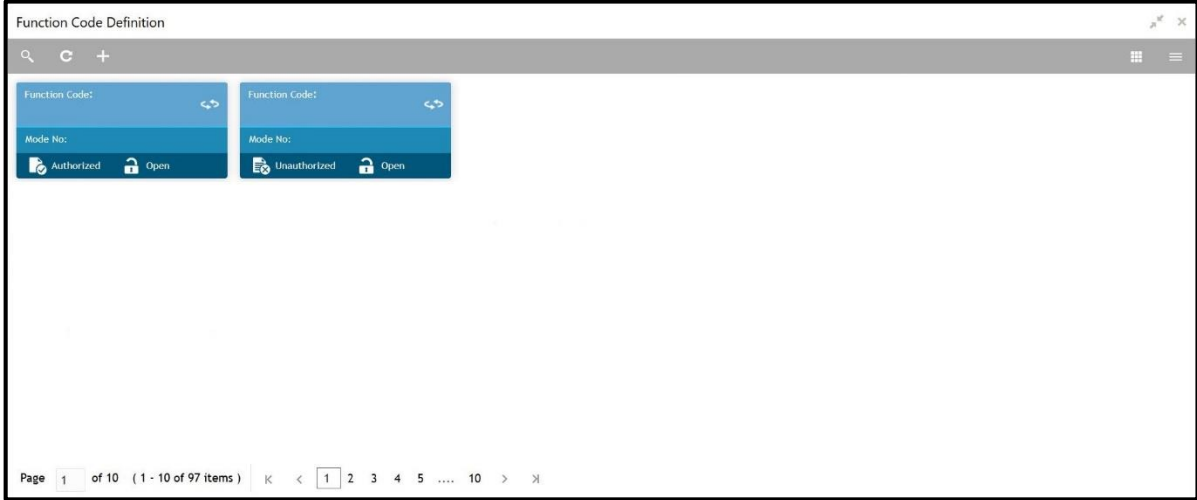 Function Code Definition
Function Code:
Mode No:
Authorized Open
Function Code:
Mode No:
Unauthorized Open
Page 1 of 10 ( 1 - 10 of 97 items ) 1 2 3 4 5 .... 10